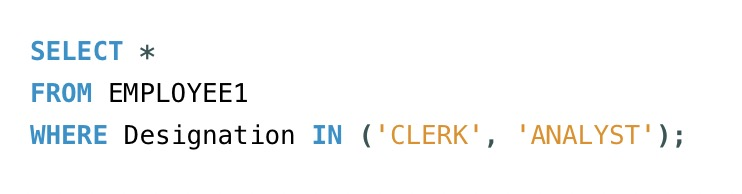 SELECT *
FROM EMPLOYEE1
WHERE Designation IN ('CLERK', 'ANALYST');